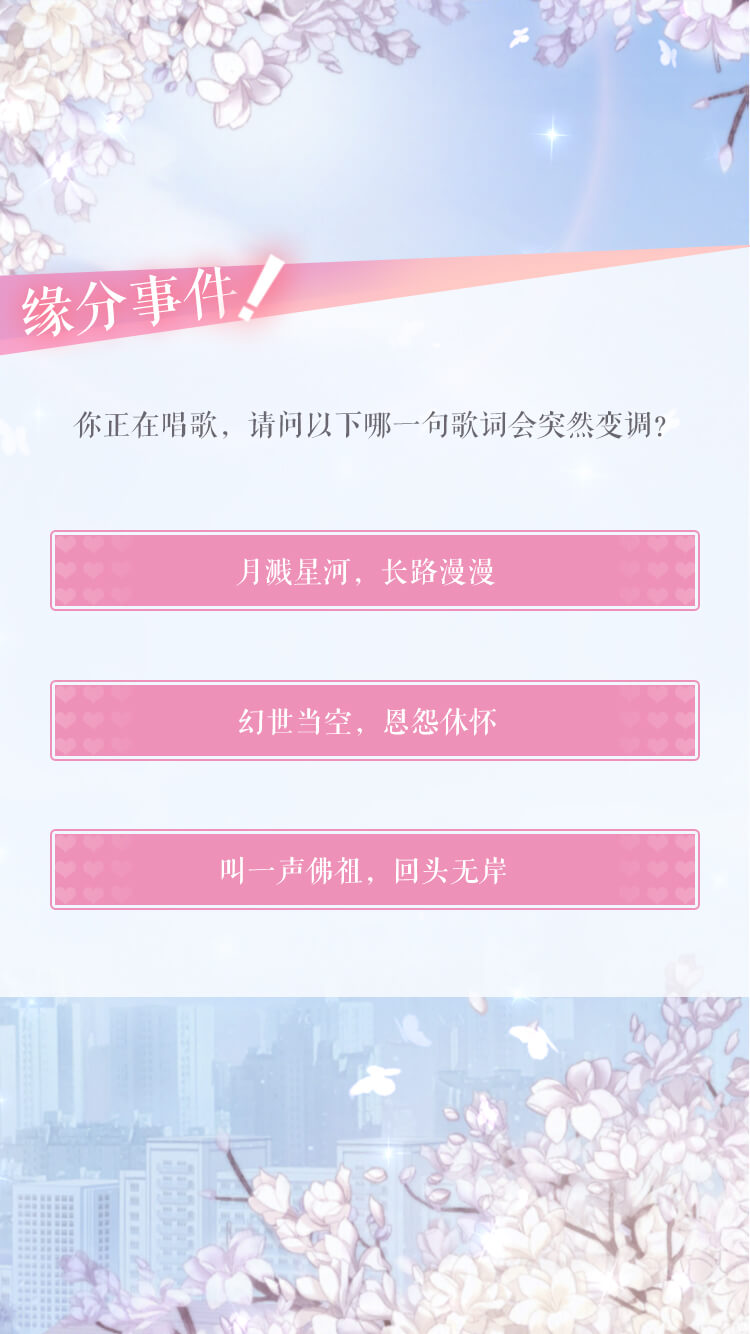 缘分事件！
你正在唱歌，请问以下哪一句歌词会突然变调？
月溅星河，长路漫漫
幻世当空，恩怨休怀
叫一声佛祖，回头无岸